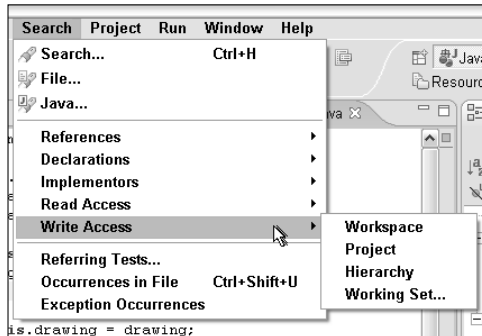 Search Project Run Window Help
Search... Ctrl+H
File...
Java...
References
Declarations
Implementors
Read Access
Write Access
Referring Tests...
Occurrences in File Ctrl+Shift+U
Exception Occurrences
Workspace
Project
Hierarchy
Working Set...
Java
Resourc
va
is.drawing = drawing;